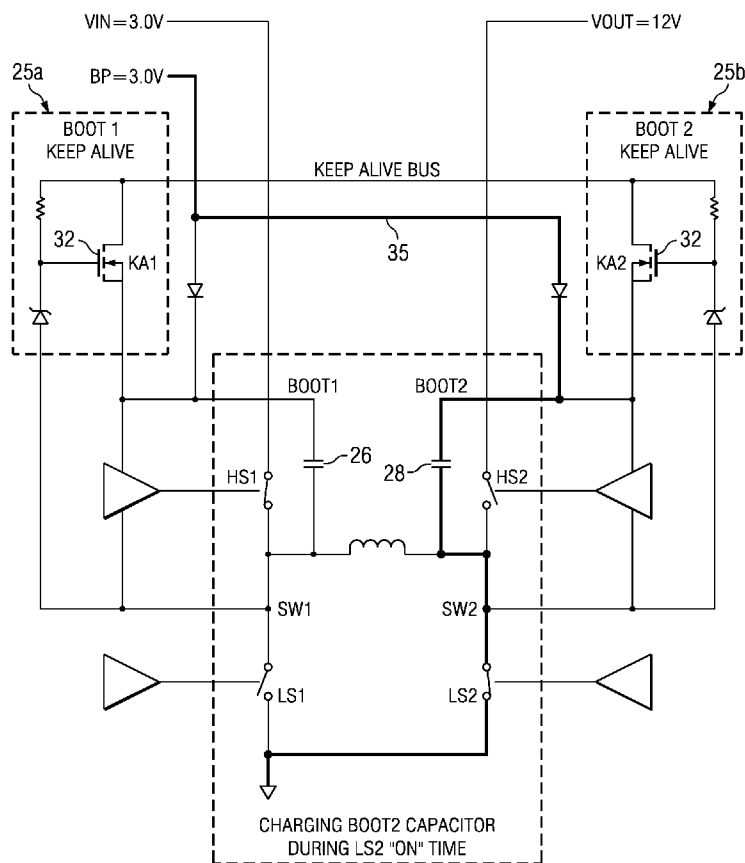 VIN=3.0V
VOUT=12V
BP=3.0V
25a
25b
BOOT 1
KEEP ALIVE
BOOT 2
KEEP ALIVE
KEEP ALIVE BUS
32
KA1
35
KA2
32
BOOT1
BOOT2
HS1
26
28
HS2
SW1
SW2
LS1
LS2
CHARGING BOOT2 CAPACITOR
DURING LS2 "ON" TIME